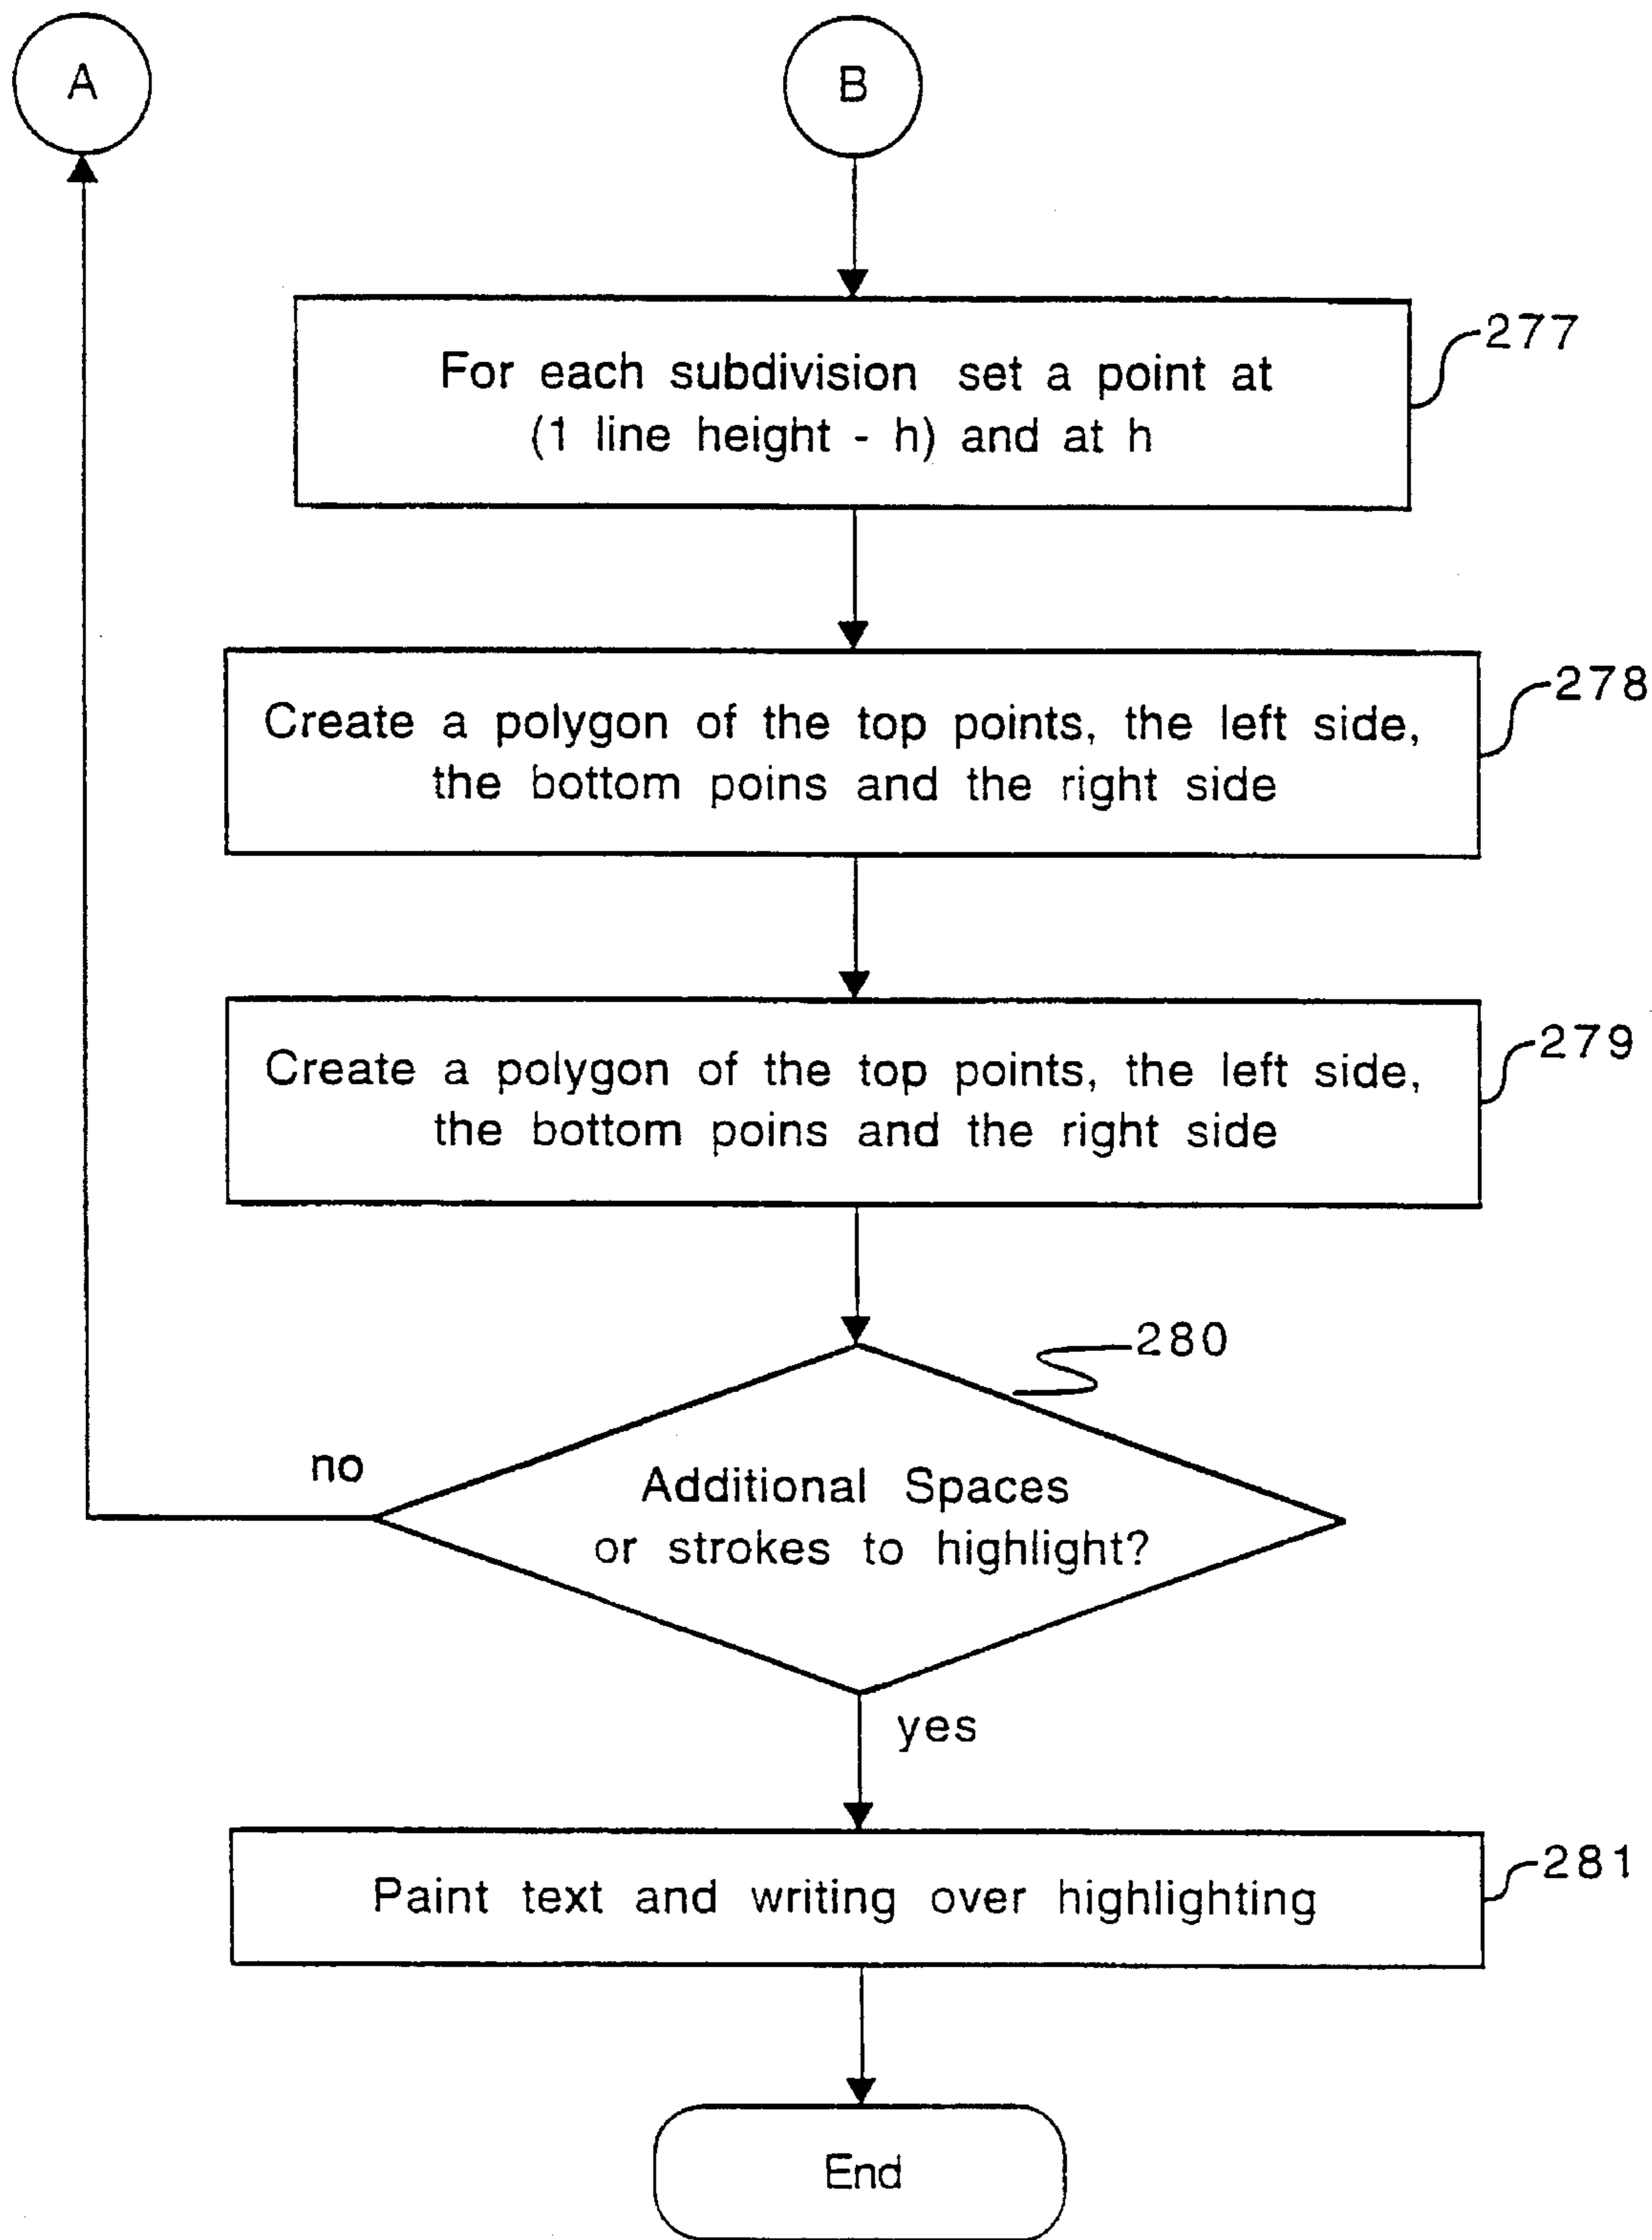 A
B
For each subdivision set a point at
(1 line height - h) and at h
277
Create a polygon of the top points, the left side,
the bottom poins and the right side
278
Create a polygon of the top points, the left side,
the bottom poins and the right side
279
280
no
Additional Spaces
or strokes to highlight?
yes
Paint text and writing over highlighting
281
End